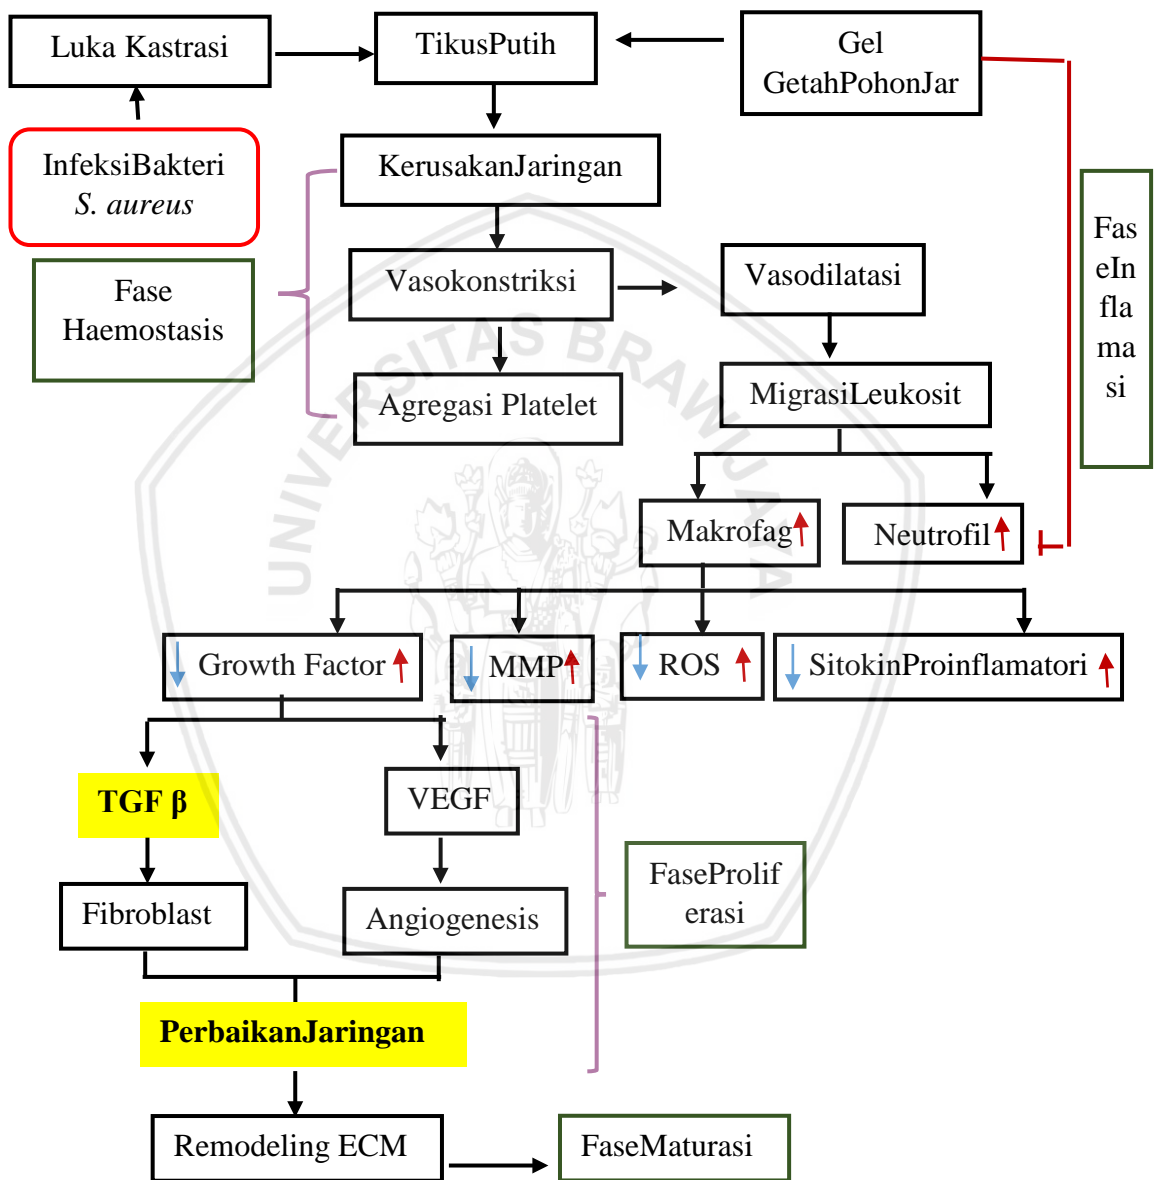 Luka Kastrasi
TikusPutih
Gel
GetahPohonJar
InfeksiBakteri
S. aureus
KerusakanJaringan
Fas
eIn
fla
ma
si
Fase
Haemostasis
Vasokonstriksi
Vasodilatasi
Agregasi Platelet
MigrasiLeukosit
Makrofag
Neutrofil
Growth Factor
MMP
ROS
SitokinProinflamatori
TGF β
VEGF
FaseProlif
erasi
Fibroblast
Angiogenesis
PerbaikanJaringan
Remodeling ECM
FaseMaturasi
UNIVERSITAS BRAWIJAYA